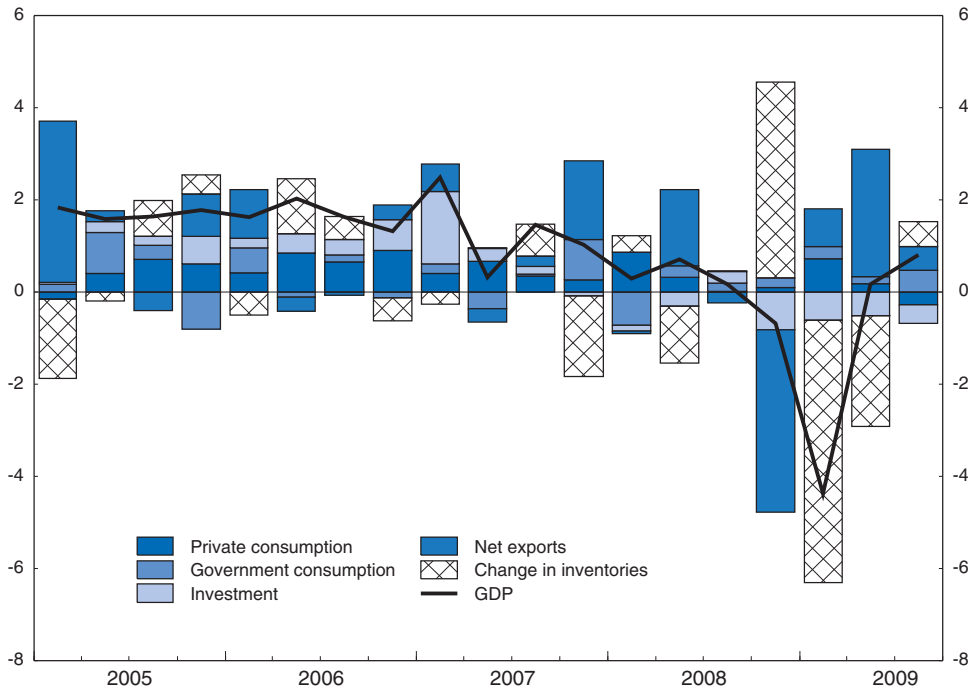 6 6
4 4
2 2
0 0
-2 -2
-4 -4
-6 -6
-8 -8
Private consumption Net exports
Government consumption Change in inventories
Investment GDP
2005 2006 2007 2008 2009